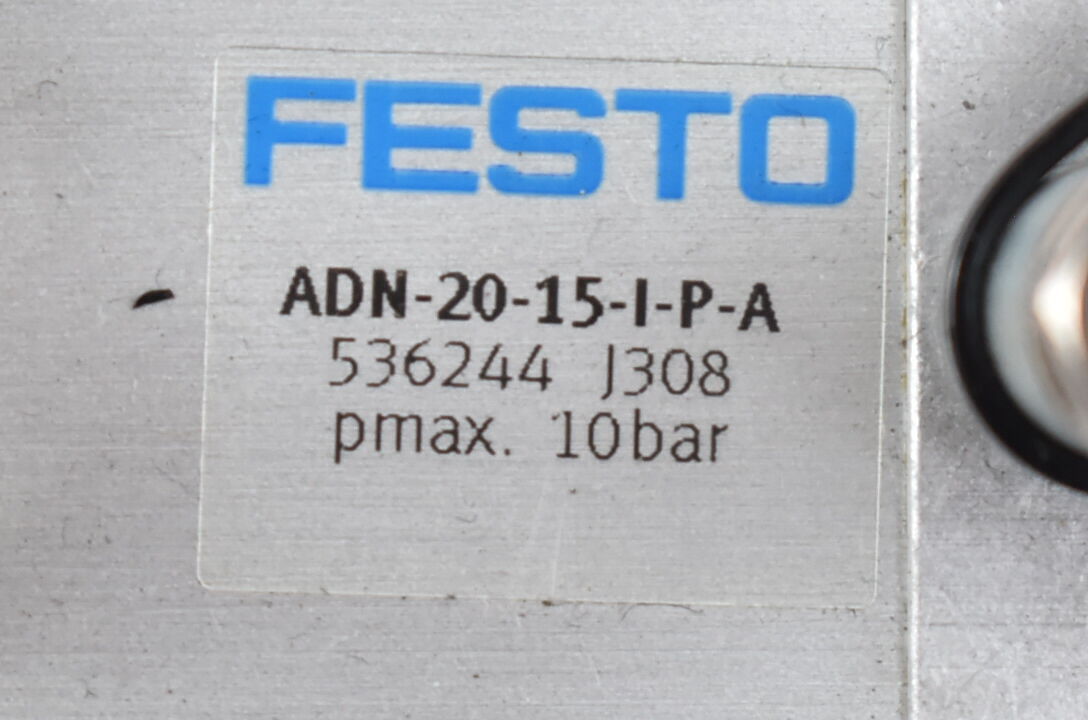 FESTO
ADN-20-15-I-P-A
536244 J308
pmax. 10bar